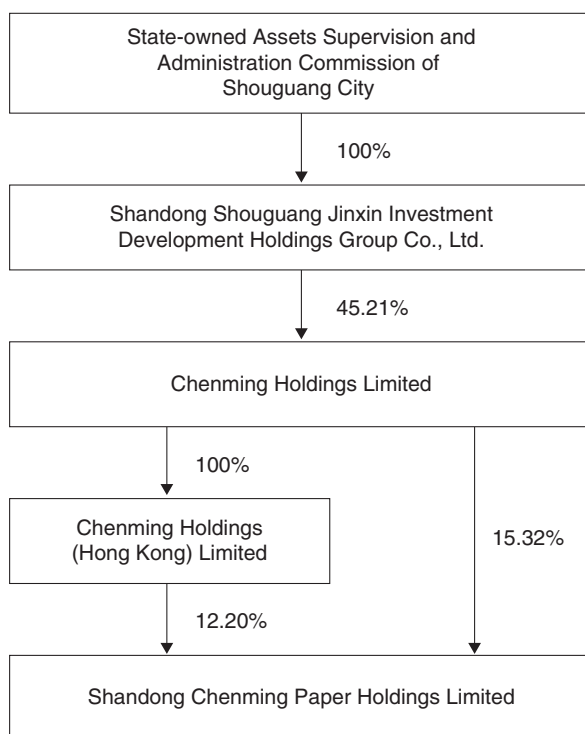 State-owned Assets Supervision and
Administration Commission of
Shouguang City
100%
Shandong Shouguang Jinxin Investment
Development Holdings Group Co., Ltd.
45.21%
Chenming Holdings Limited
100%
Chenming Holdings
(Hong Kong) Limited
15.32%
12.20%
Shandong Chenming Paper Holdings Limited